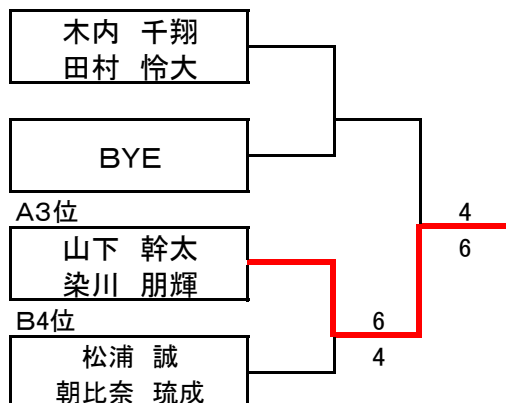 木内　千翔
田村　怜大
BYE
A3位
山下　幹太
染川　朋輝
B4位
松浦　誠
朝比奈　琉成
4
6
6
4